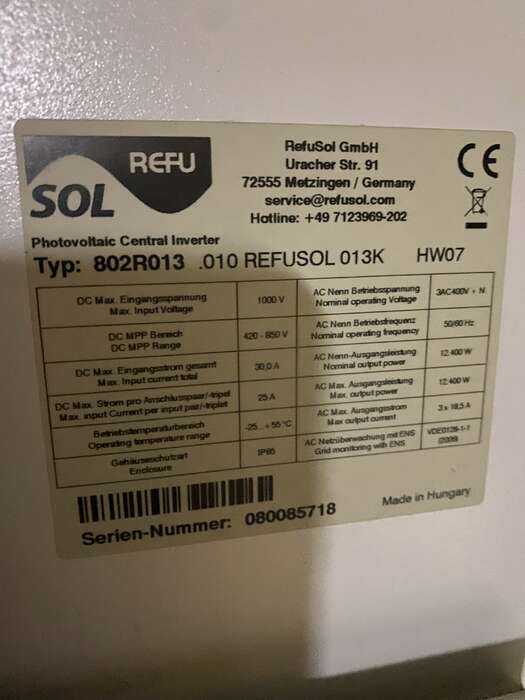 REFU
SOL
RefuSol GmbH
Uracher Str. 91
72555 Metzingen / Germany
service@refusol.com
Hotline: +49 7123969-202
CE
Photovoltaic Central Inverter
Typ: 802R013 .010 REFUSOL 013K HW07
DC Max. Eingangsspannung
Max. Input Voltage
1000 V
DC MPP Bereich
DC MPP Range
420 - 850 V
DC Max. Eingangsstrom gesamt
Max. Input current total
30,0 A
DC Max. Strom pro Anschlusspaar/-tripel
Max. input Current per input pair/-triplet
25 A
Betriebstemperaturbereich
Operating temperature range
-25...+55°C
Gehäuseschutzart
Enclosure
IP65
AC Nenn Betriebsspannung
Nominal operating Voltage
3AC400V + N
AC Nenn Betriebsfrequenz
Nominal operating frequency
50/60 Hz
AC Nenn-Ausgangsleistung
Nominal output power
12.400 W
AC Max. Ausgangsleistung
Max. output power
12.400 W
AC Max. Ausgangsstrom
Max output current
3 x 18,5 A
AC Netzüberwachung mit ENS
Grid monitoring with ENS
VDE0126-1-1
(2006)
Serien-Nummer: 080085718
Made in Hungary